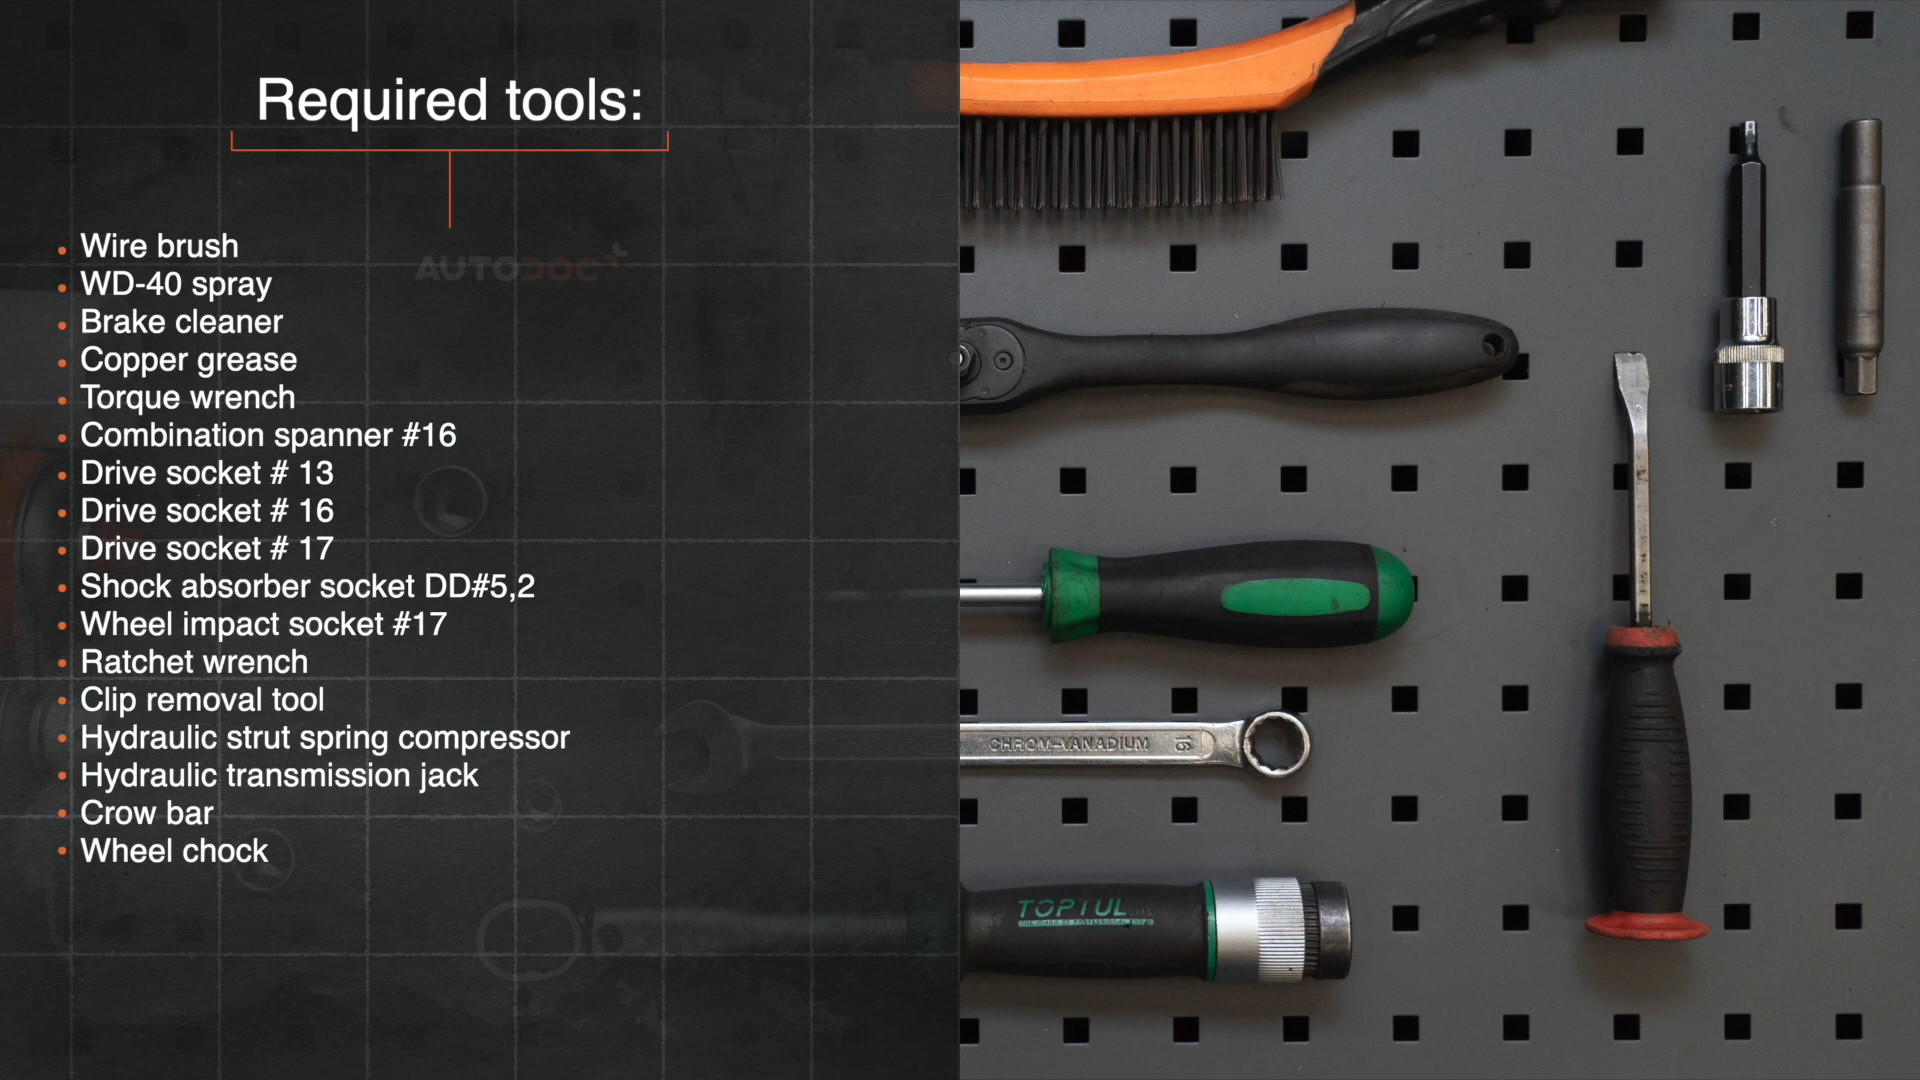 Required tools:
AUTODOC
Wire brush
WD-40 spray
Brake cleaner
Copper grease
Torque wrench
Combination spanner #16
Drive socket # 13
Drive socket # 16
Drive socket # 17
Shock absorber socket DD#5,2
Wheel impact socket #17
Ratchet wrench
Clip removal tool
Hydraulic strut spring compressor
Hydraulic transmission jack
Crow bar
Wheel chock
CHROM-VANADIUM 16
TOPTUL